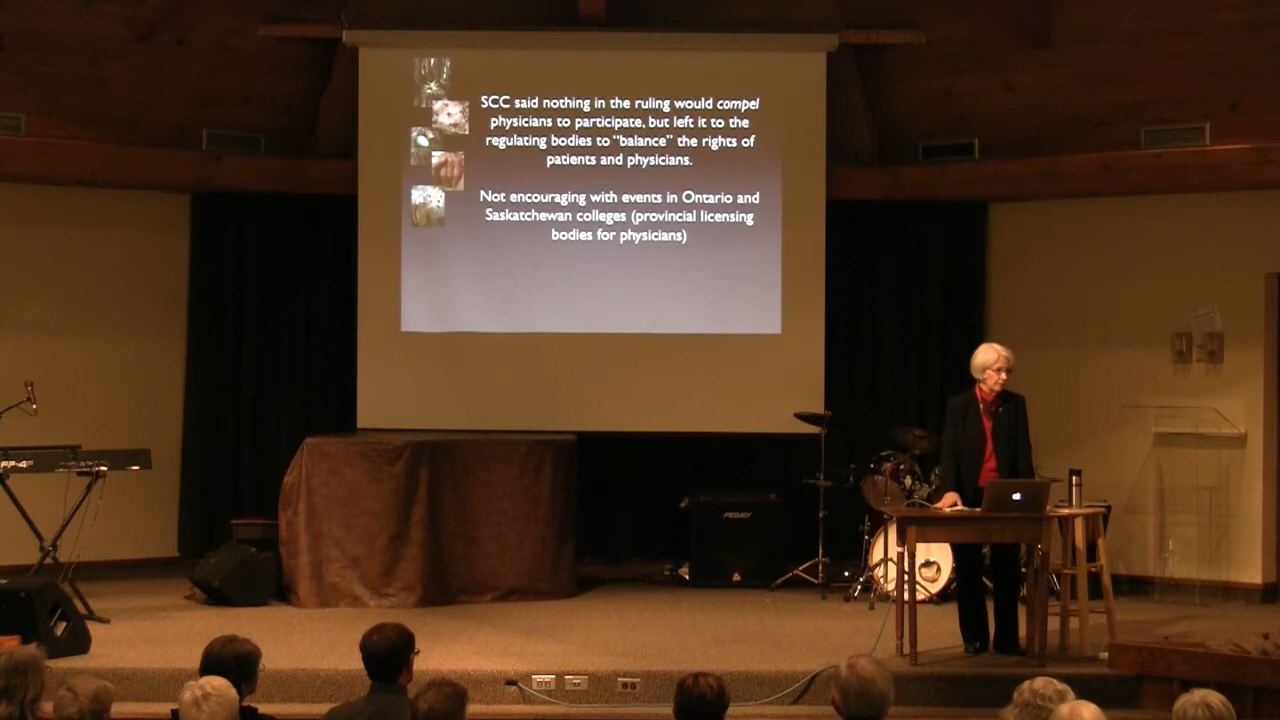 SCC said nothing in the ruling would compel
physicians to participate, but left it to the
regulating bodies to “balance” the rights of
patients and physicians.
Not encouraging with events in Ontario and
Saskatchewan colleges (provincial licensing
bodies for physicians)
PEAVEY